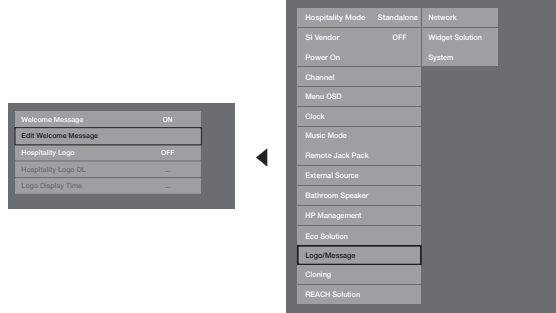 Welcome Message ON
Edit Welcome Message
Hospitality Logo OFF
Hospitality Logo DL ...
Logo Display Time ...
Hospitality Mode Standalone Network
SI Vendor OFF Widget Solution
Power On System
Channel
Menu OSD
Clock
Music Mode
Remote Jack Pack
External Source
Bathroom Speaker
HP Management
Eco Solution
Logo/Message
Cloning
REACH Solution